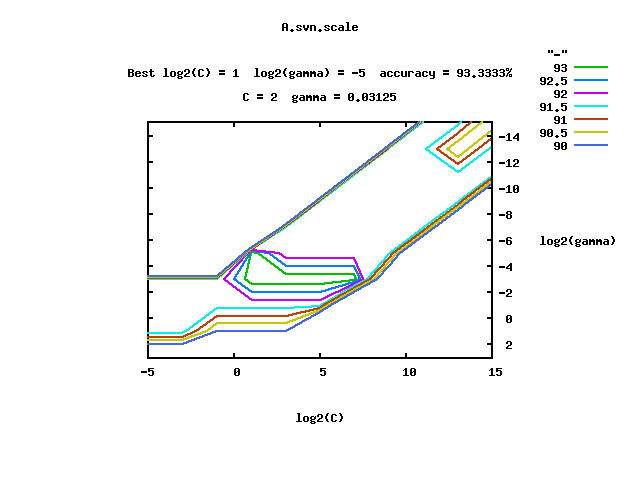 A.svn.scale
Best log2(C) = 1  log2(gamma) = -5  accuracy = 93.3333%
C = 2  gamma = 0.03125
"-"
93
92.5
92
91.5
91
90.5
90
-14
-12
-10
-8
-6
-4
-2
0
2
log2(gamma)
-5 0 5 10 15
log2(C)